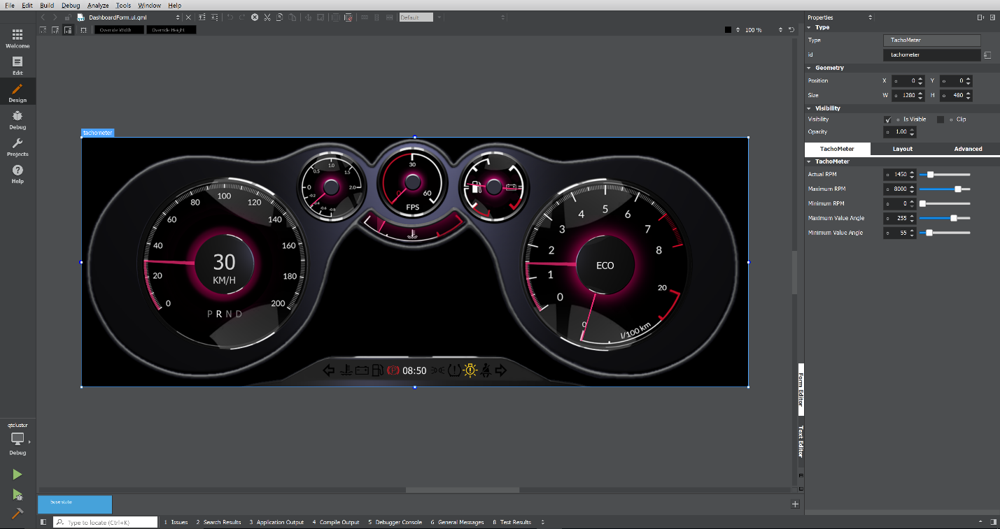 File Edit Build Debug Analyze Tools Window Help
DashboardForm.ui.qml Default
Override Width Override Height 100 %
Welcome
Edit
Design
Debug
Projects
Help
qtcluster
Debug
tachometer
0 20 40 60 80 100 120 140 160 180 200
30
KM/H
P R N D
1.0
0.5 1.5
0 2.0
-0.2
-0.4
-0.6 -0.8
30
0 60
FPS
0 1 2 3 4 5 6 7 8
ECO
20
0
l/100 km
08:50
Form Editor
Text Editor
Base state
Type to locate (Ctrl+K) 1 Issues 2 Search Results 3 Application Output 4 Compile Output 5 Debugger Console 6 General Messages 8 Test Results
Properties
Type
Type TachoMeter
id tachometer
Geometry
Position X 0 Y 0
Size W 1280 H 480
Visibility
Visibility Is Visible Clip
Opacity 1.00
TachoMeter Layout Advanced
TachoMeter
Actual RPM 1450
Maximum RPM 8000
Minimum RPM 0
Maximum Value Angle 255
Minimum Value Angle 55